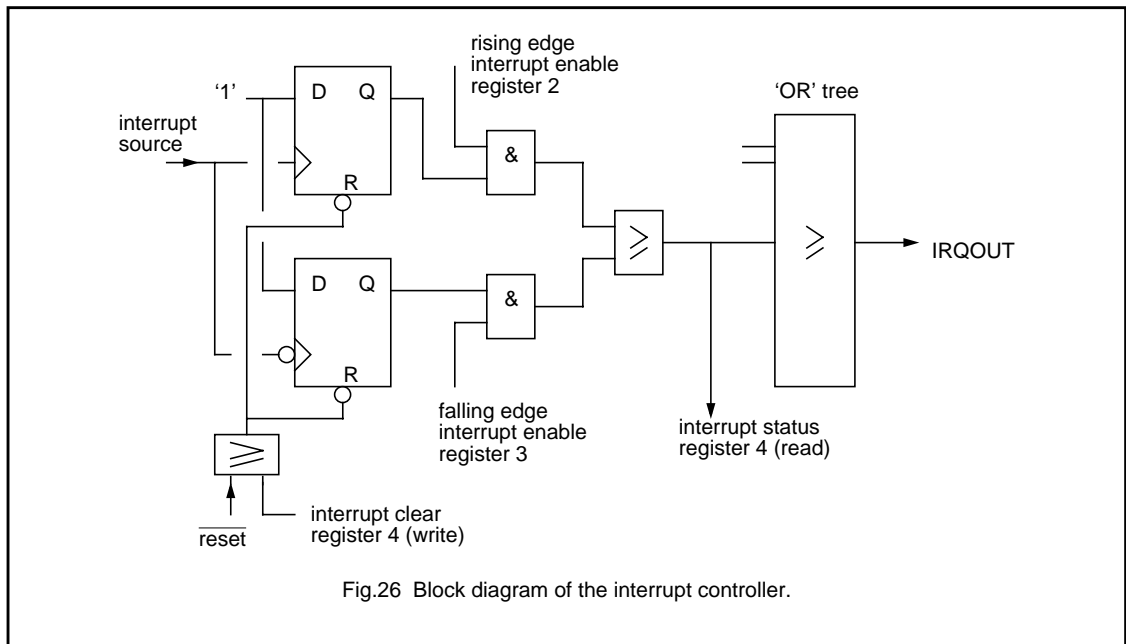 rising edge
interrupt enable
register 2
'1'
D Q
'OR' tree
interrupt
source
&
R
≥
≥
IRQOUT
D Q
&
R
falling edge
interrupt enable
register 3
interrupt status
register 4 (read)
≥
reset
interrupt clear
register 4 (write)
Fig.26 Block diagram of the interrupt controller.